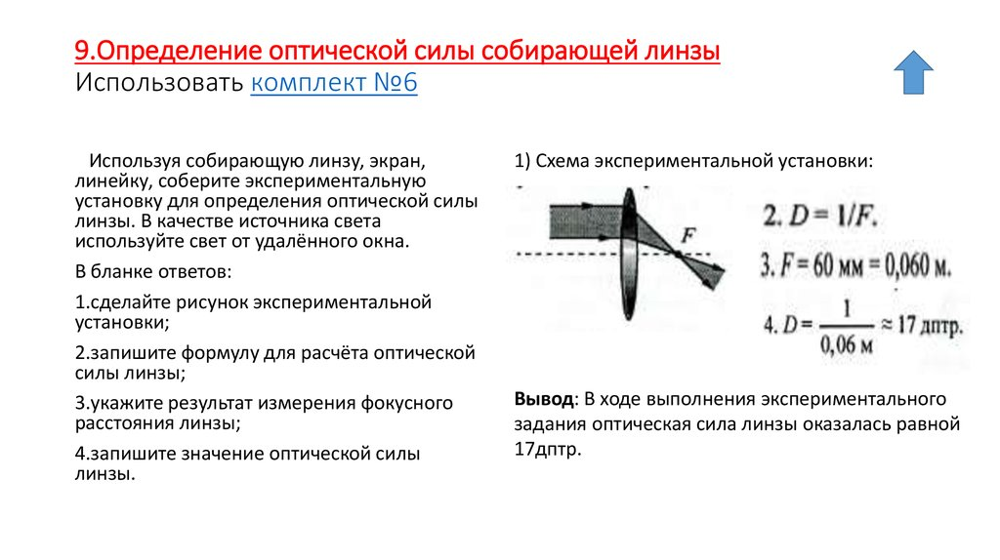 9.Определение оптической силы собирающей линзы
Использовать комплект №6
Используя собирающую линзу, экран,
линейку, соберите экспериментальную
установку для определения оптической силы
линзы. В качестве источника света
используйте свет от удалённого окна.
В бланке ответов:
1.сделайте рисунок экспериментальной
установки;
2.запишите формулу для расчёта оптической
силы линзы;
3.укажите результат измерения фокусного
расстояния линзы;
4.запишите значение оптической силы
линзы.
1) Схема экспериментальной установки:
F
2. D = 1/F.
3. F = 60 мм = 0,060 м.
4. D = 1 / 0,06 м ≈ 17 дптр.
Вывод: В ходе выполнения экспериментального
задания оптическая сила линзы оказалась равной
17дптр.